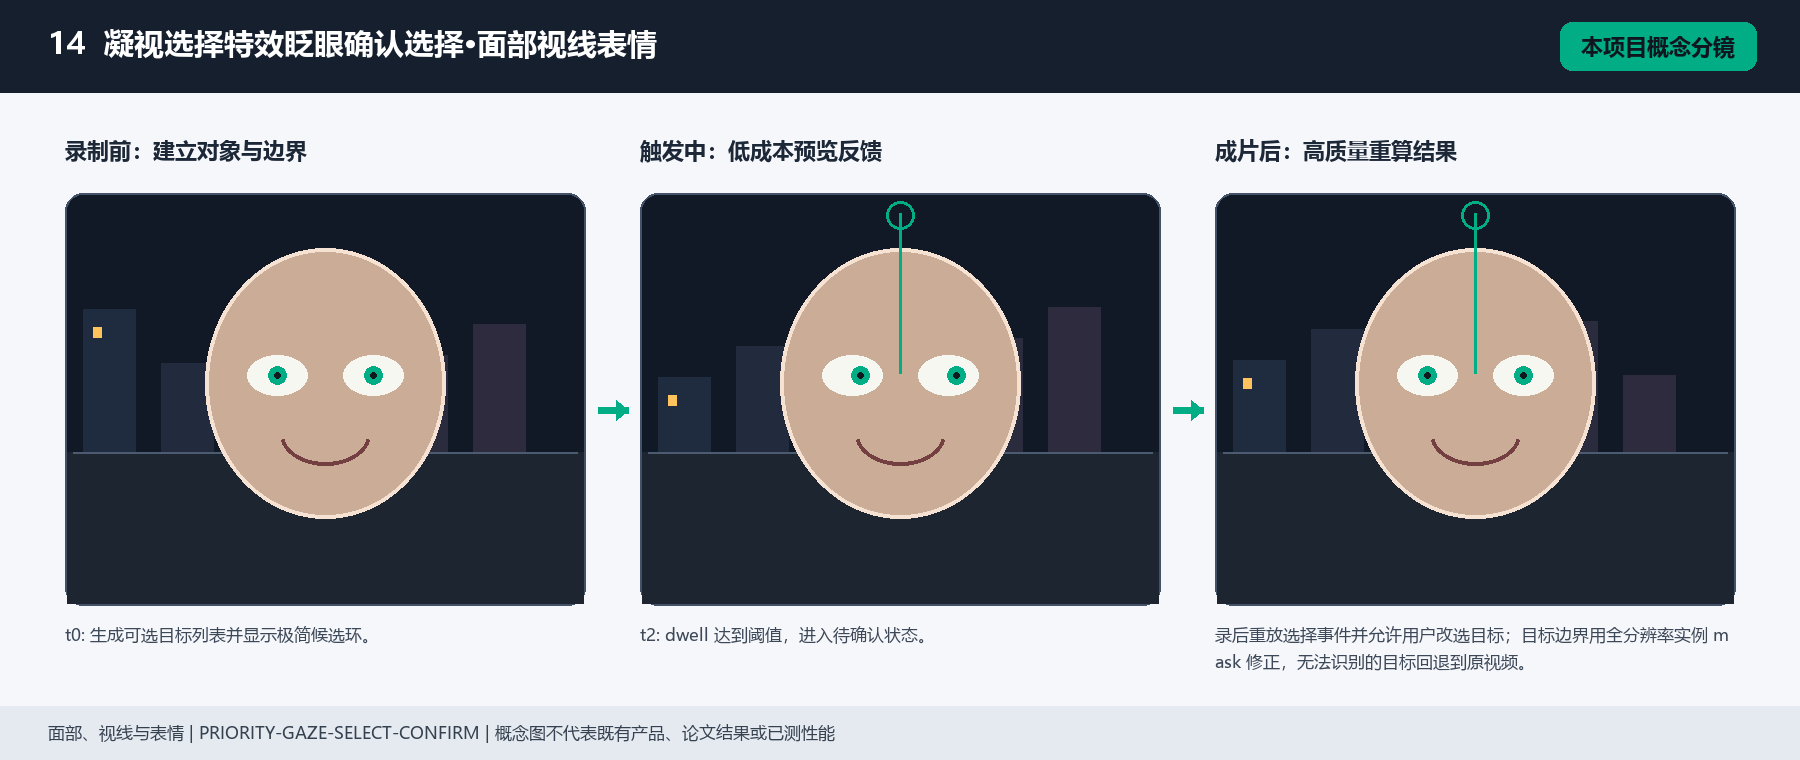 14 凝视选择特效眨眼确认选择•面部视线表情
本项目概念分镜
录制前：建立对象与边界
触发中：低成本预览反馈
成片后：高质量重算结果
t0: 生成可选目标列表并显示极简候选环。
t2: dwell 达到阈值，进入待确认状态。
录后重放选择事件并允许用户改选目标；目标边界用全分辨率实例 m
ask 修正，无法识别的目标回退到原视频。
面部、视线与表情 | PRIORITY-GAZE-SELECT-CONFIRM | 概念图不代表既有产品、论文结果或已测性能